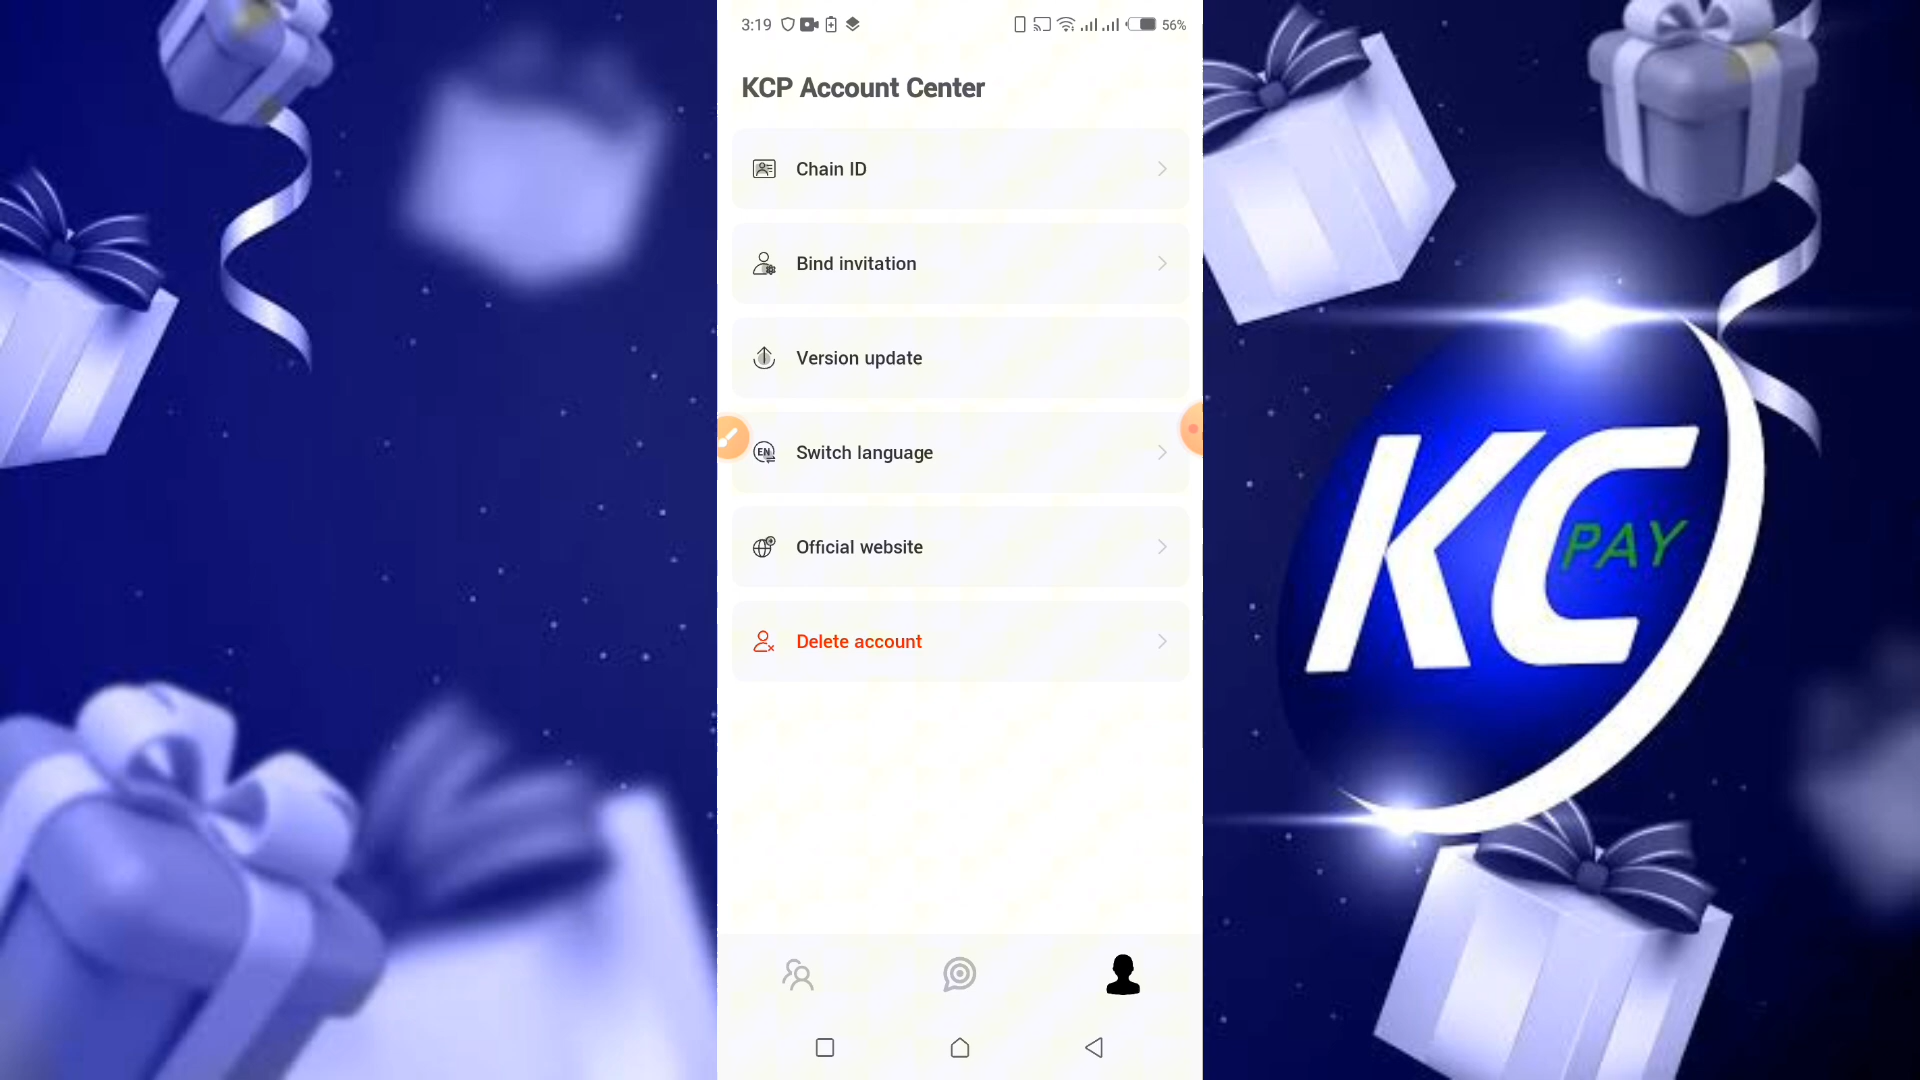 3:19
56%
KCP Account Center
Chain ID
Bind invitation
Version update
EN
Switch language
Official website
Delete account
KC
PAY